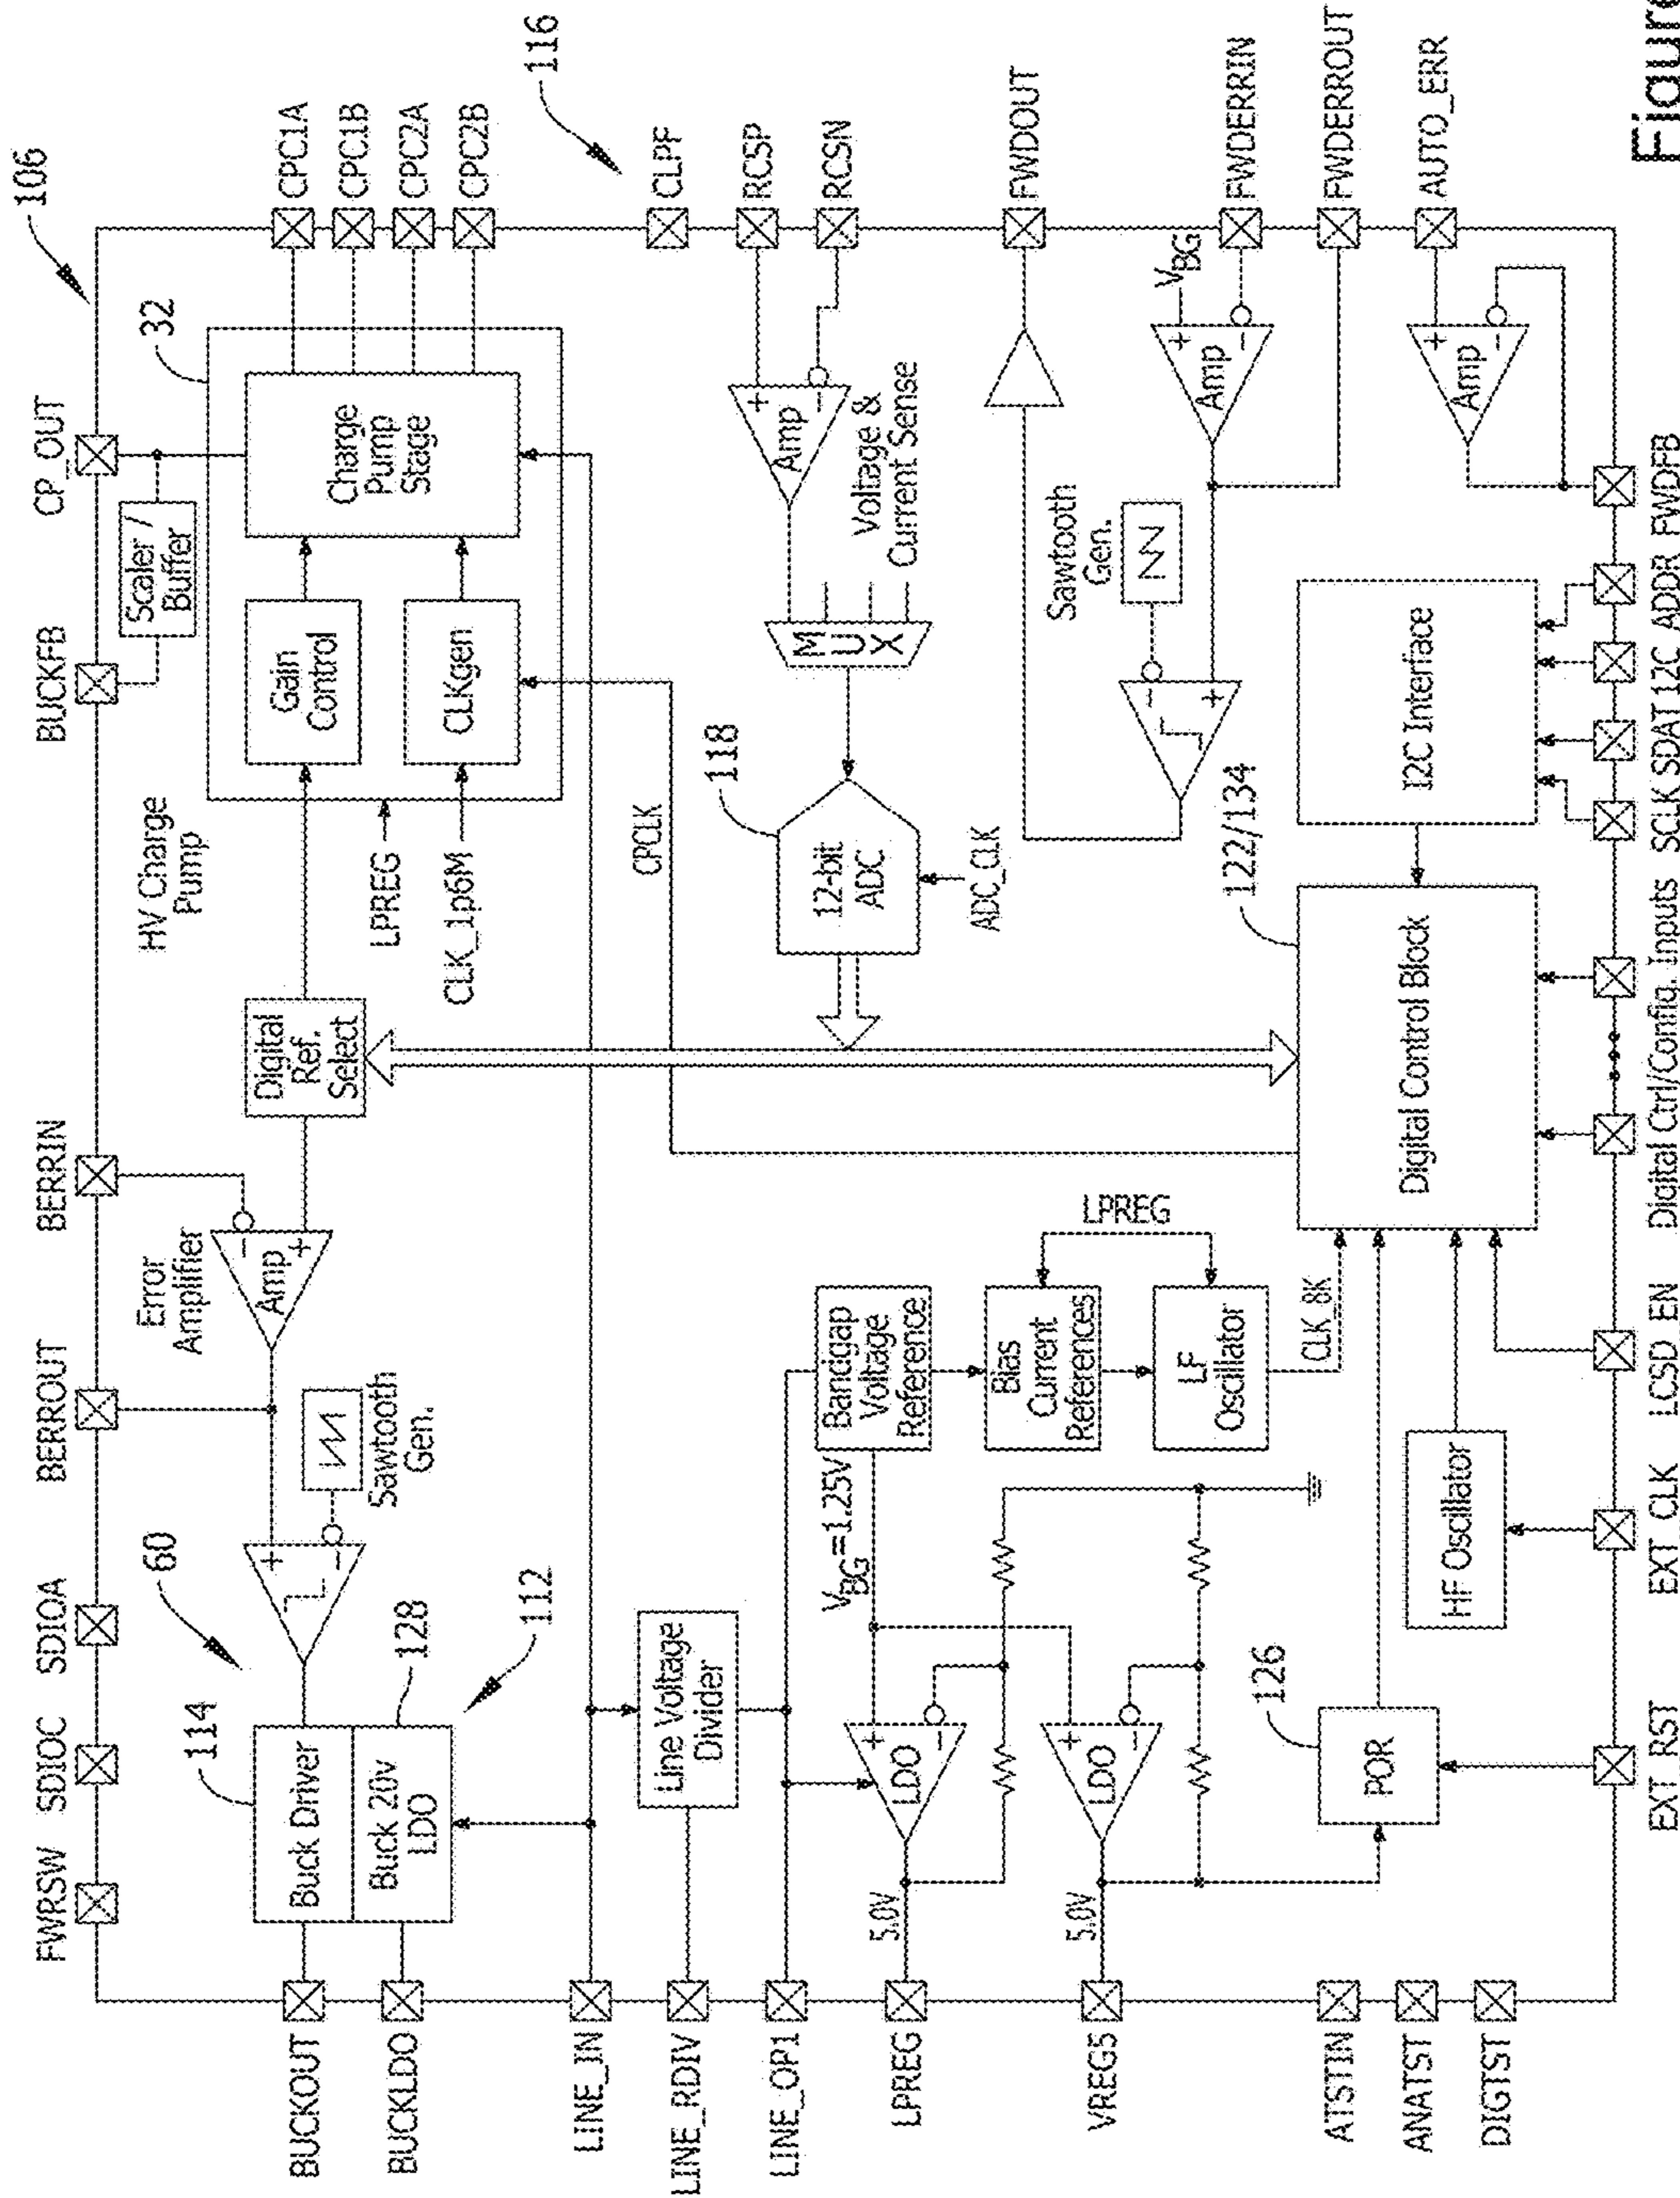 FWRSW
SDIOC
SDIOA
BERROUT
BERRIN
BUCKFB
CP_OUT
106
BUCKOUT
BUCKLDO
LINE_IN
LINE_RDIV
LINE_OP1
LPREG
VREG5
ATSTIN
ANATST
DIGTST
114
60
Buck Driver
Buck 20v
LDO
128
112
+
-
Sawtooth
Gen.
Error
Amplifier
Amp
-
+
Digital
Ref.
Select
HV Charge
Pump
LPREG
CLK_1p6M
Scaler /
Buffer
32
Gain
Control
CLKgen
Charge
Pump
Stage
CPC1A
CPC1B
CPC2A
CPC2B
116
CLPF
RCSP
RCSN
FWDOUT
FWDERRIN
FWDERROUT
AUTO_ERR
Line Voltage
Divider
CPCLK
118
12-bit
ADC
ADC_CLK
MUX
Amp
+
-
Voltage &
Current Sense
VBG=1.25V
Bandgap
Voltage
Reference
Bias
Current
References
LF
Oscillator
LPREG
CLK_8K
5.0V
LDO
+
-
5.0V
LDO
+
-
126
POR
HF Oscillator
Sawtooth
Gen.
-
+
VBG
+
-
Amp
+
-
Amp
122/134
Digital Control Block
I2C Interface
EXT_RST
EXT_CLK
LCSD_EN
Digital Ctrl/Config. Inputs
SCLK
SDAT
I2C_ADDR
FWDFB
Figure